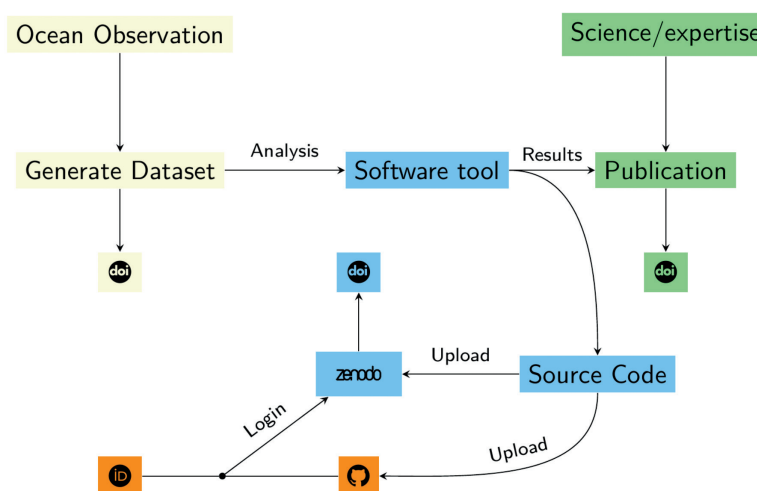 Ocean Observation
Science/expertise
Analysis
Results
Generate Dataset
Software tool
Publication
doi
doi
doi
Upload
zenodo
Source Code
Login
Upload
iD